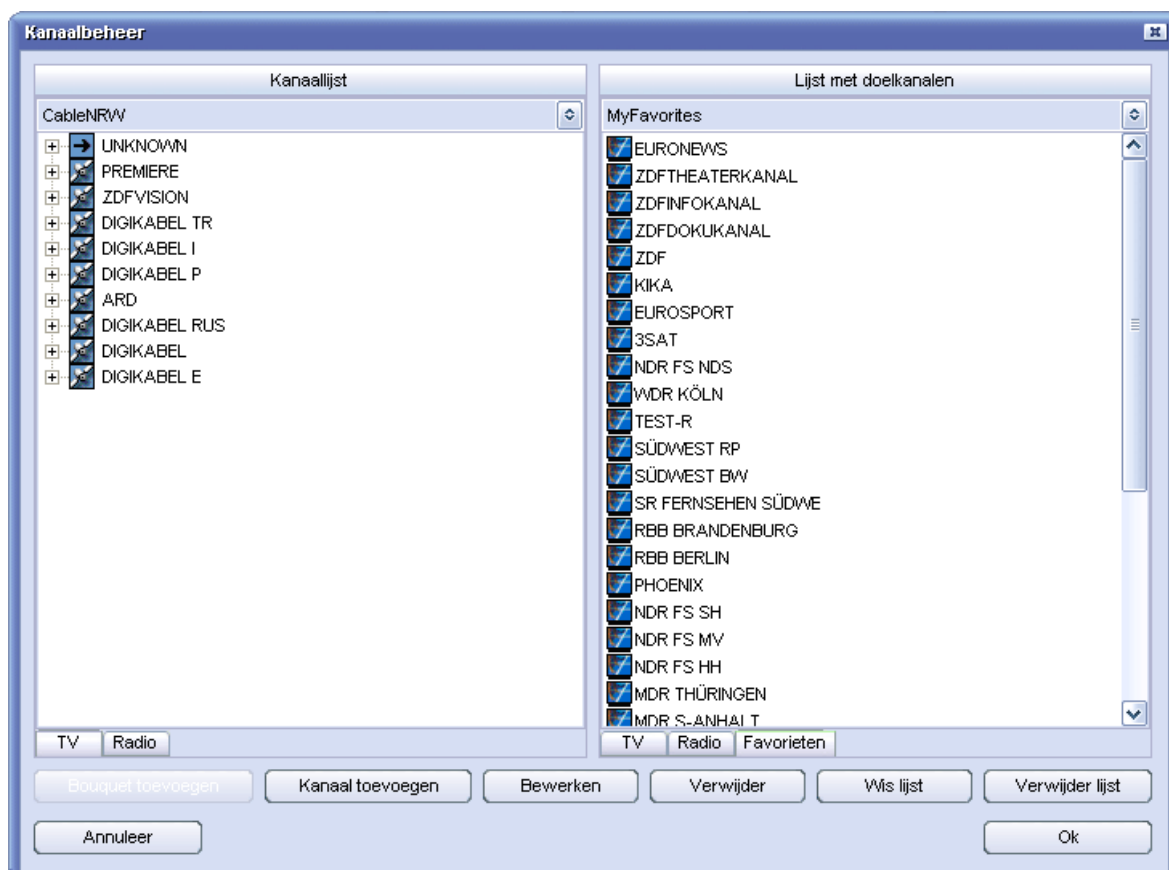 Kanaalbeheer
Kanaallijst
CableNRW
UNKNOWN
PREMIERE
ZDFVISION
DIGIKABEL TR
DIGIKABEL I
DIGIKABEL P
ARD
DIGIKABEL RUS
DIGIKABEL
DIGIKABEL E
TV Radio
Lijst met doelkanalen
MyFavorites
EURONEWS
ZDFTHEATERKANAL
ZDFINFOKANAL
ZDFDOKUKANAL
ZDF
KIKA
EUROSPORT
3SAT
NDR FS NDS
WDR KÖLN
TEST-R
SÜDWEST RP
SÜDWEST BW
SR FERNSEHEN SÜDWE
RBB BRANDENBURG
RBB BERLIN
PHOENIX
NDR FS SH
NDR FS MV
NDR FS HH
MDR THÜRINGEN
MDR S-ANHALT
TV Radio Favorieten
Bouquet toevoegen Kanaal toevoegen Bewerken Verwijder Wis lijst Verwijder lijst
Annuleer Ok